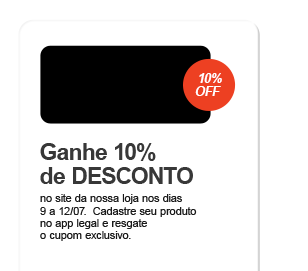 10%
OFF
Ganhe 10%
de DESCONTO
no site da nossa loja nos dias
9 a 12/07.  Cadastre seu produto
no app legal e resgate
o cupom exclusivo.